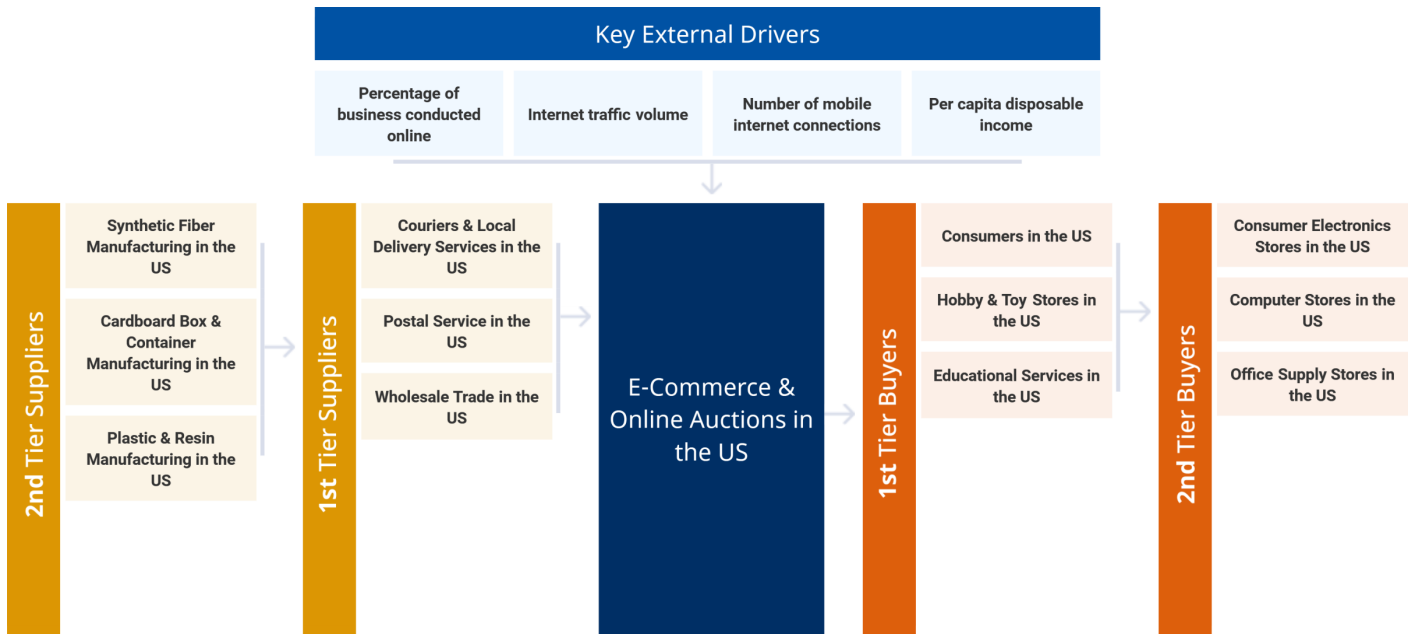 Key External Drivers
Percentage of
business conducted
online
Internet traffic volume
Number of mobile
internet connections
Per capita disposable
income
2nd Tier Suppliers
Synthetic Fiber
Manufacturing in the
US
Cardboard Box &
Container
Manufacturing in the
US
Plastic & Resin
Manufacturing in the
US
1st Tier Suppliers
Couriers & Local
Delivery Services in the
US
Postal Service in the
US
Wholesale Trade in the
US
E-Commerce &
Online Auctions in
the US
1st Tier Buyers
Consumers in the US
Hobby & Toy Stores in
the US
Educational Services in
the US
2nd Tier Buyers
Consumer Electronics
Stores in the US
Computer Stores in the
US
Office Supply Stores in
the US